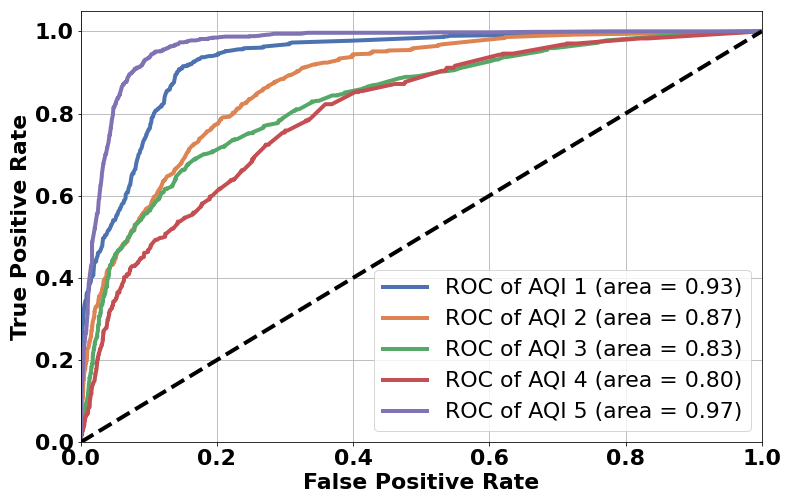 True Positive Rate
1.0
0.8
0.6
0.4
0.2
0.0
0.0 0.2 0.4 0.6 0.8 1.0
False Positive Rate
ROC of AQI 1 (area = 0.93)
ROC of AQI 2 (area = 0.87)
ROC of AQI 3 (area = 0.83)
ROC of AQI 4 (area = 0.80)
ROC of AQI 5 (area = 0.97)